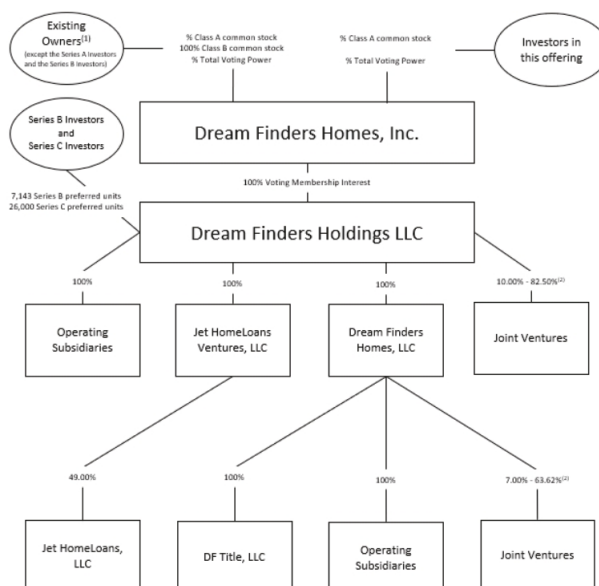 Existing
Owners(1)
(except the Series A Investors
and the Series B Investors)
% Class A common stock
100% Class B common stock
% Total Voting Power
% Class A common stock
% Total Voting Power
Investors in
this offering
Dream Finders Homes, Inc.
Series B Investors
and
Series C Investors
100% Voting Membership Interest
7,143 Series B preferred units
26,000 Series C preferred units
Dream Finders Holdings LLC
100%
100%
100%
10.00% - 82.50%(2)
Operating
Subsidiaries
Jet HomeLoans
Ventures, LLC
Dream Finders
Homes, LLC
Joint Ventures
49.00%
100%
100%
7.00% - 63.62%(2)
Jet HomeLoans,
LLC
DF Title, LLC
Operating
Subsidiaries
Joint Ventures